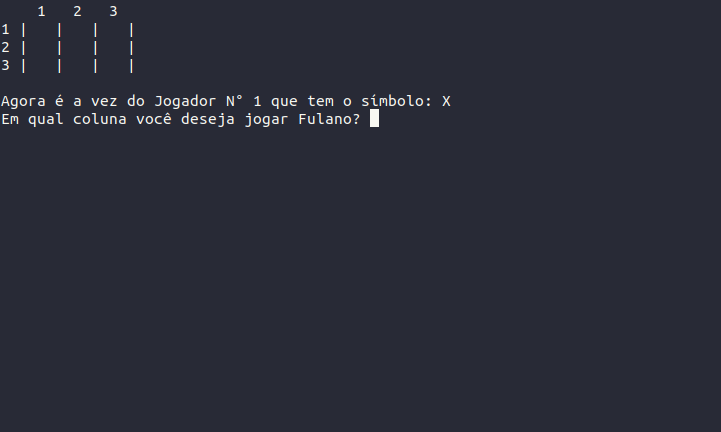 1 2 3
1 | | | |
2 | | | |
3 | | | |
Agora é a vez do Jogador N° 1 que tem o símbolo: X
Em qual coluna você deseja jogar Fulano?